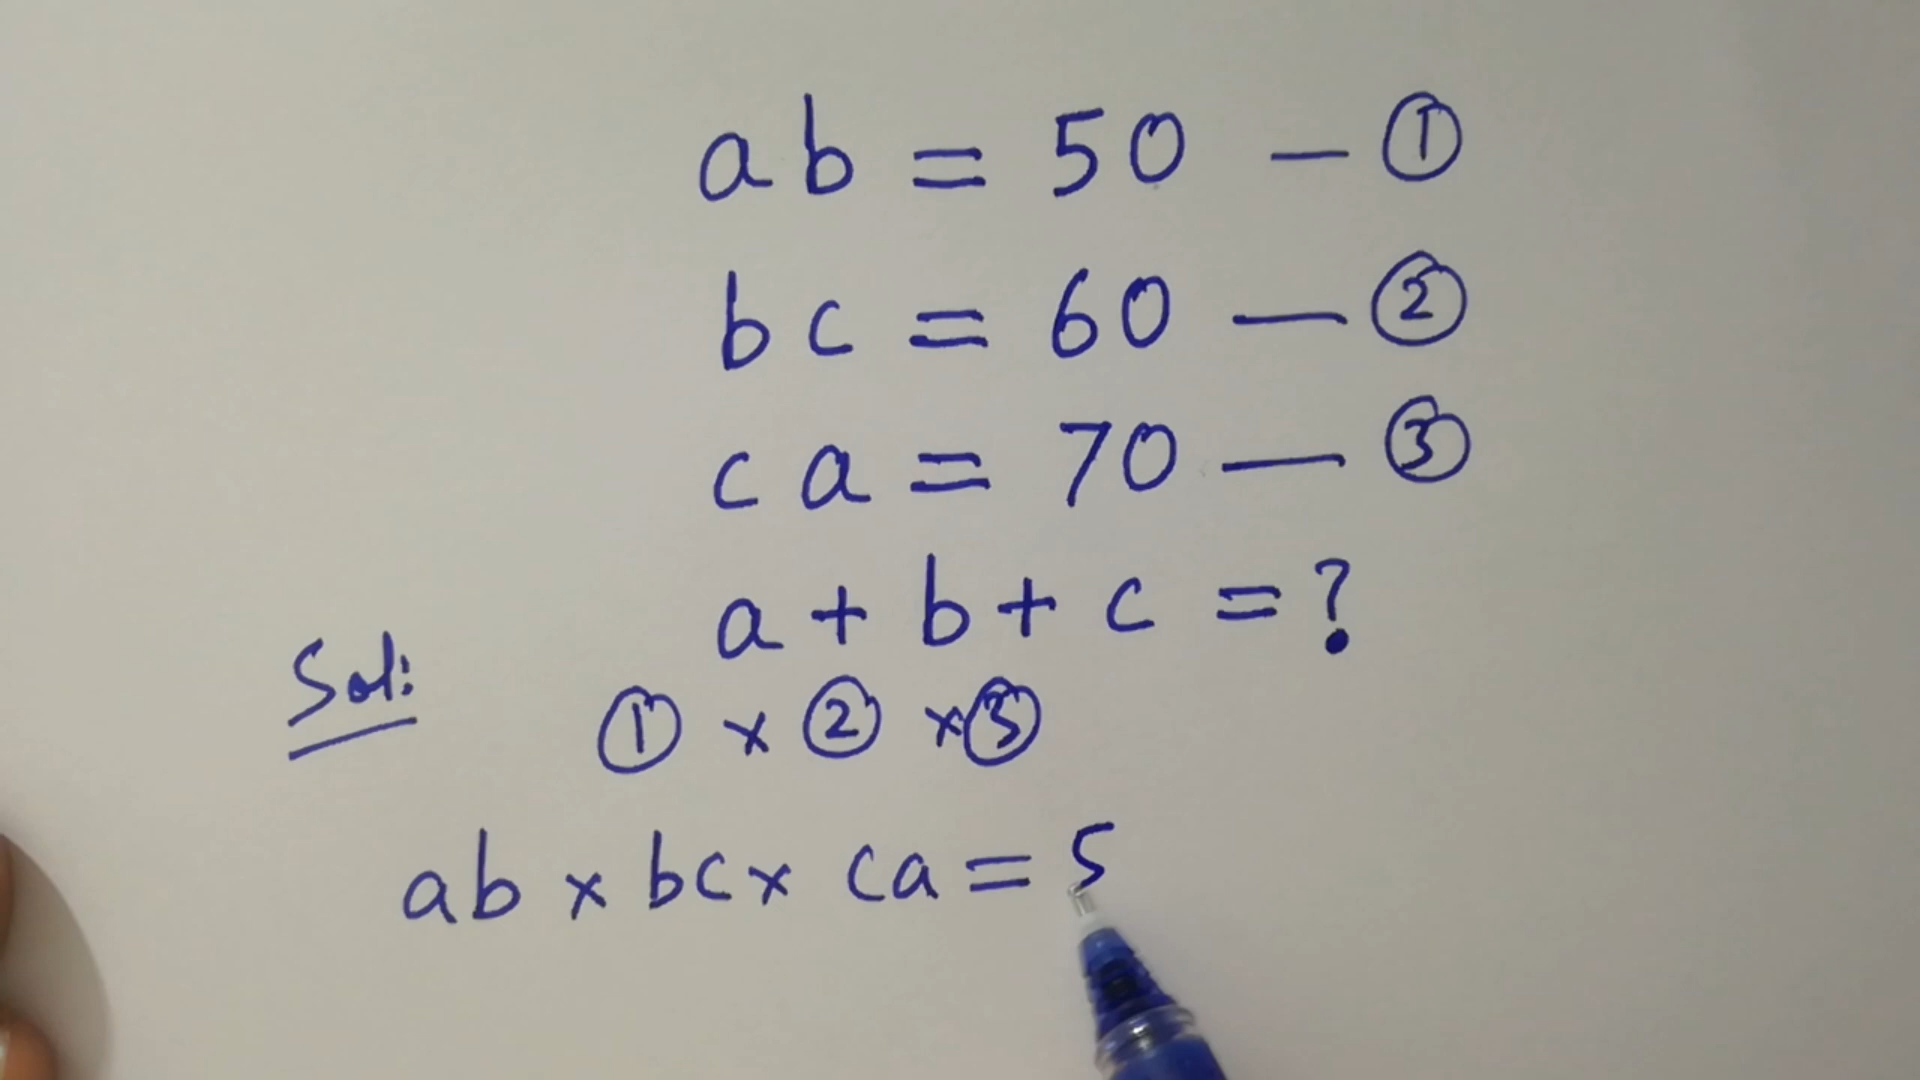 ab = 50 — ①
bc = 60 — ②
ca = 70 — ③
a + b + c = ?
Sol:
① × ② × ③
ab × bc × ca = 5